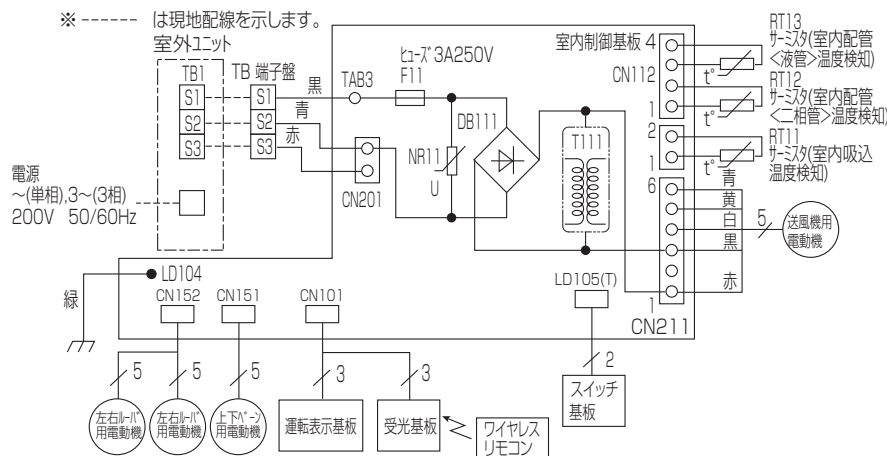 ※ ------ は現地配線を示します。
室外ユニット
TB1
TB 端子盤
S1
S2
S3
S1
S2
S3
黒
青
赤
TAB3
ヒューズ 3A250V
F11
CN201
NR11
U
DB111
T111
室内制御基板
4
CN112
1
2
1
6
1
CN211
RT13
サーミスタ(室内配管
<液管>温度検知)
t°
RT12
サーミスタ(室内配管
<二相管>温度検知)
t°
RT11
サーミスタ(室内吸込
温度検知)
t°
青
黄
白
黒
赤
5
送風機用
電動機
電源
~(単相),3~(3相)
200V 50/60Hz
緑
LD104
CN152
CN151
CN101
LD105(T)
5
5
5
3
3
2
左右ルーバ
用電動機
左右ルーバ
用電動機
上下ベーン
用電動機
運転表示基板
受光基板
ワイヤレス
リモコン
スイッチ
基板